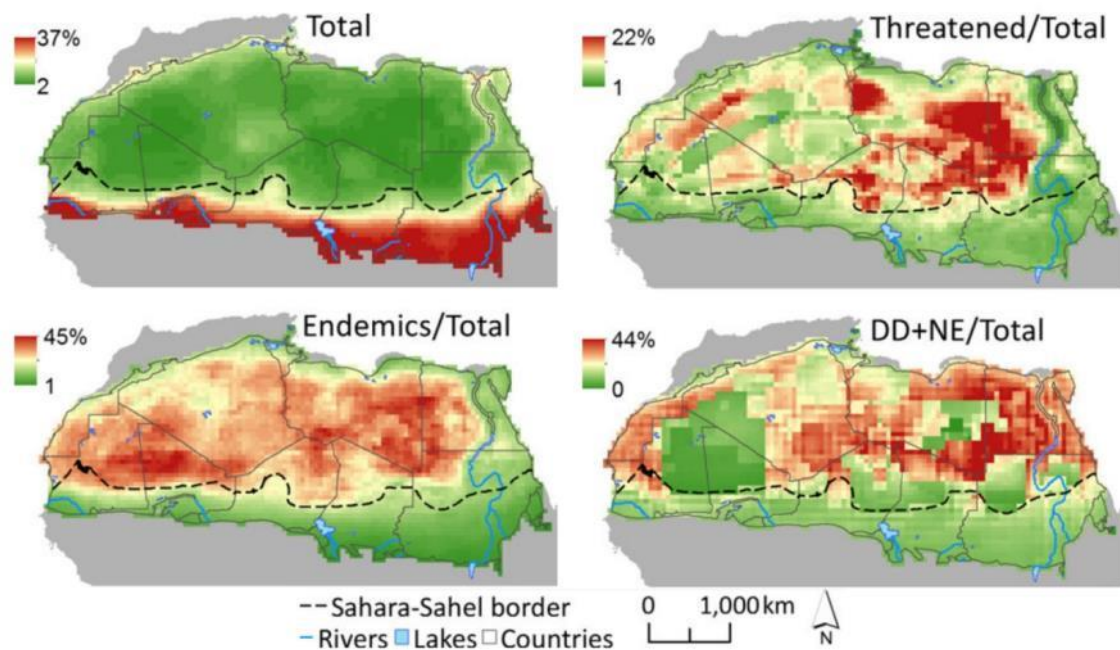 Total
37%
2
Threatened/Total
22%
1
Endemics/Total
45%
1
DD+NE/Total
44%
0
Sahara-Sahel border
0 1,000 km
Rivers Lakes Countries
N